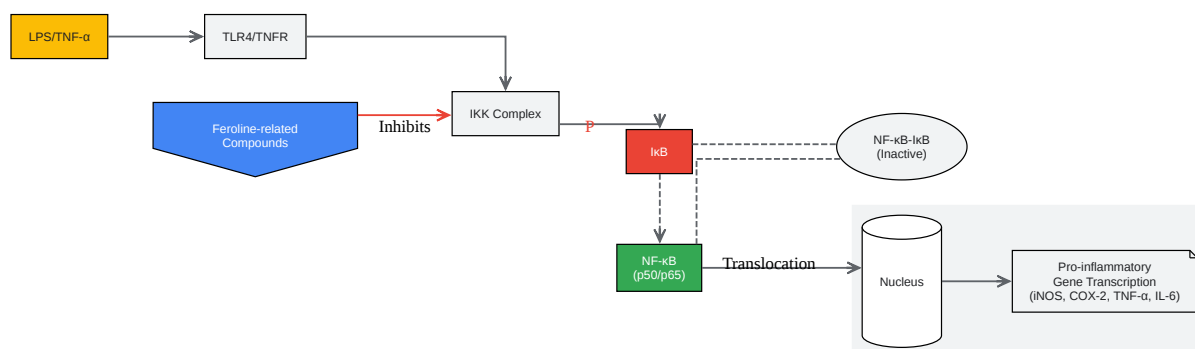 LPS/TNF-α
TLR4/TNFR
Feroline-related
Compounds
Inhibits
IKK Complex
P
IκB
NF-κB-IκB
(Inactive)
NF-κB
(p50/p65)
Translocation
Nucleus
Pro-inflammatory
Gene Transcription
(iNOS, COX-2, TNF-α, IL-6)